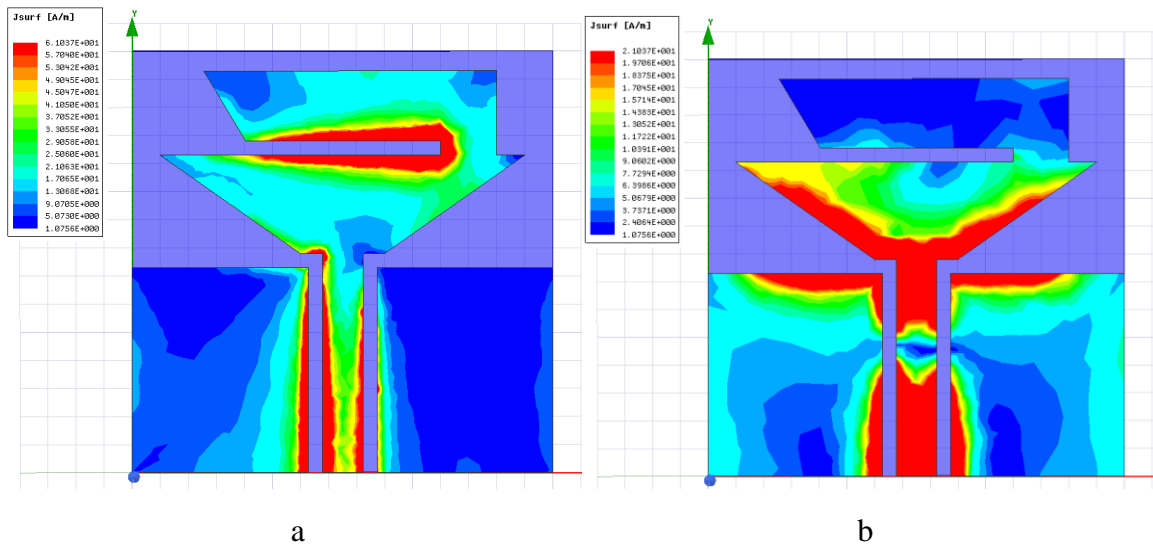 Jsurf [A/m]
6.1037E+001
5.7040E+001
5.3042E+001
4.9045E+001
4.5047E+001
4.1050E+001
3.7052E+001
3.3055E+001
2.9058E+001
2.5060E+001
2.1063E+001
1.7065E+001
1.3068E+001
9.0705E+000
5.0730E+000
1.0756E+000
Y
Jsurf [A/m]
2.1037E+001
1.9706E+001
1.8375E+001
1.7045E+001
1.5714E+001
1.4383E+001
1.3052E+001
1.1722E+001
1.0391E+001
9.0602E+000
7.7294E+000
6.3986E+000
5.0679E+000
3.7371E+000
2.4064E+000
1.0756E+000
Y
a
b